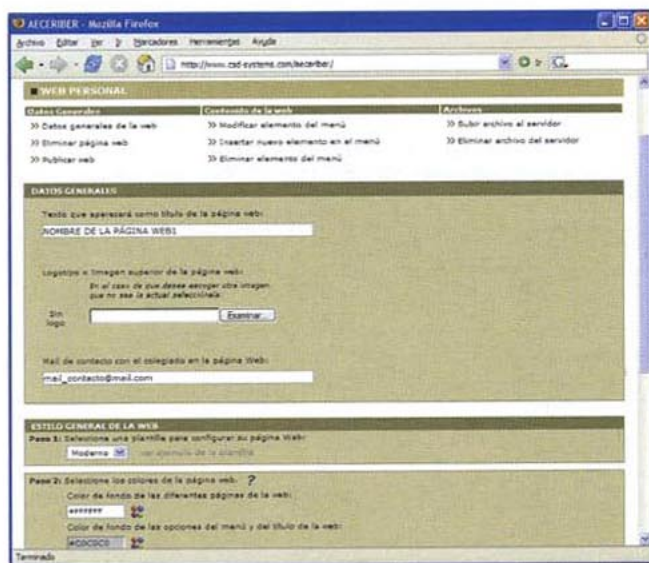 AECERIBER - Mozilla Firefox
Archivo Editar Ver Ir Marcadores Herramientas Ayuda
http://www.csd-systems.com/aeceriber/
WEB PERSONAL
Datos Generales Contenido de la web Archivos
» Datos generales de la web » Modificar elemento del menú » Subir archivo al servidor
» Eliminar página web » Insertar nuevo elemento en el menú » Eliminar archivo del servidor
» Publicar web » Eliminar elemento del menú
DATOS GENERALES
Texto que aparecerá como título de la página web:
NOMBRE DE LA PÁGINA WEB1
Logotipo o Imagen superior de la página web:
En el caso de que desee escoger otra imagen
que no sea la actual selecciónela:
Sin
logo
Examinar...
Mail de contacto con el colegiado en la página Web:
mail_contacto@mail.com
ESTILO GENERAL DE LA WEB
Paso 1: Seleccione una plantilla para configurar su página Web:
Moderno ver ejemplo de la plantilla
Paso 2: Seleccione los colores de la página web. ?
Color de fondo de las diferentes páginas de la web:
#FFFFFF
Color de fondo de las opciones del menú y del título de la web:
#C0C0C0
Terminado